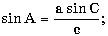 sin A = a sin C / c;